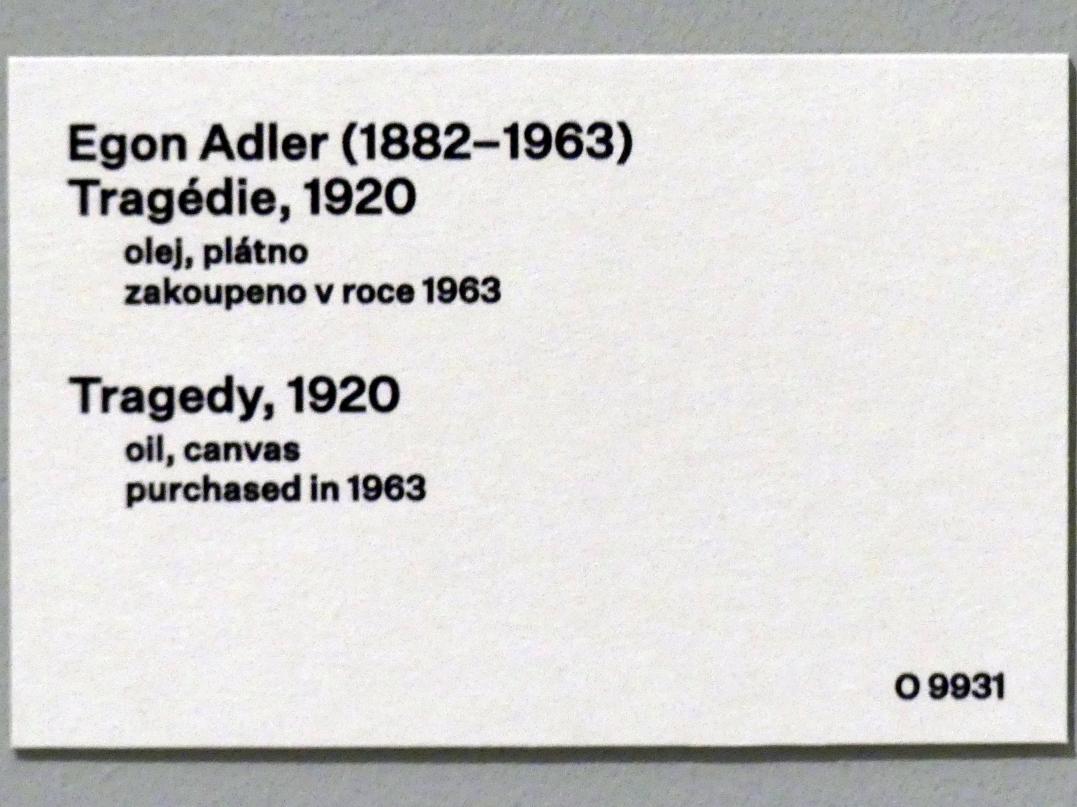 Egon Adler (1882–1963)
Tragédie, 1920
olej, plátno
zakoupeno v roce 1963
Tragedy, 1920
oil, canvas
purchased in 1963
O 9931